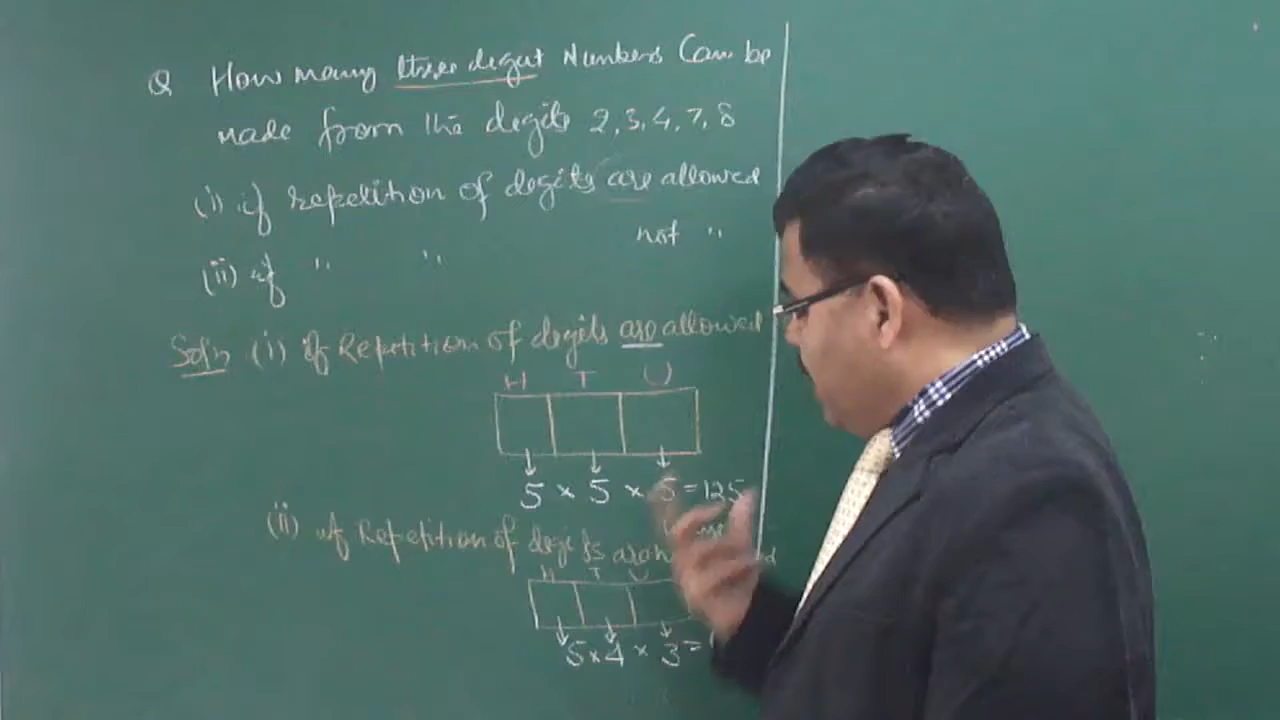 Q How many three digit Numbers Can be
made from the digits 2, 3, 4, 7, 8
(i) if repetition of digits are allowed
(ii) if " " not "
Soln (i) if Repetition of digits are allowed
H T U
5 × 5 × 5 = 125
(ii) if Repetition of digits are
H T U
5 × 4 × 3 =